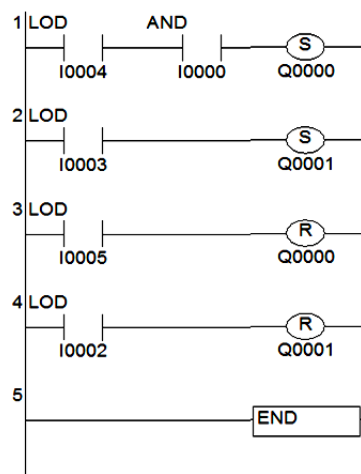 1 LOD AND
S
I0004 I0000 Q0000
2 LOD
S
I0003 Q0001
3 LOD
R
I0005 Q0000
4 LOD
R
I0002 Q0001
5
END